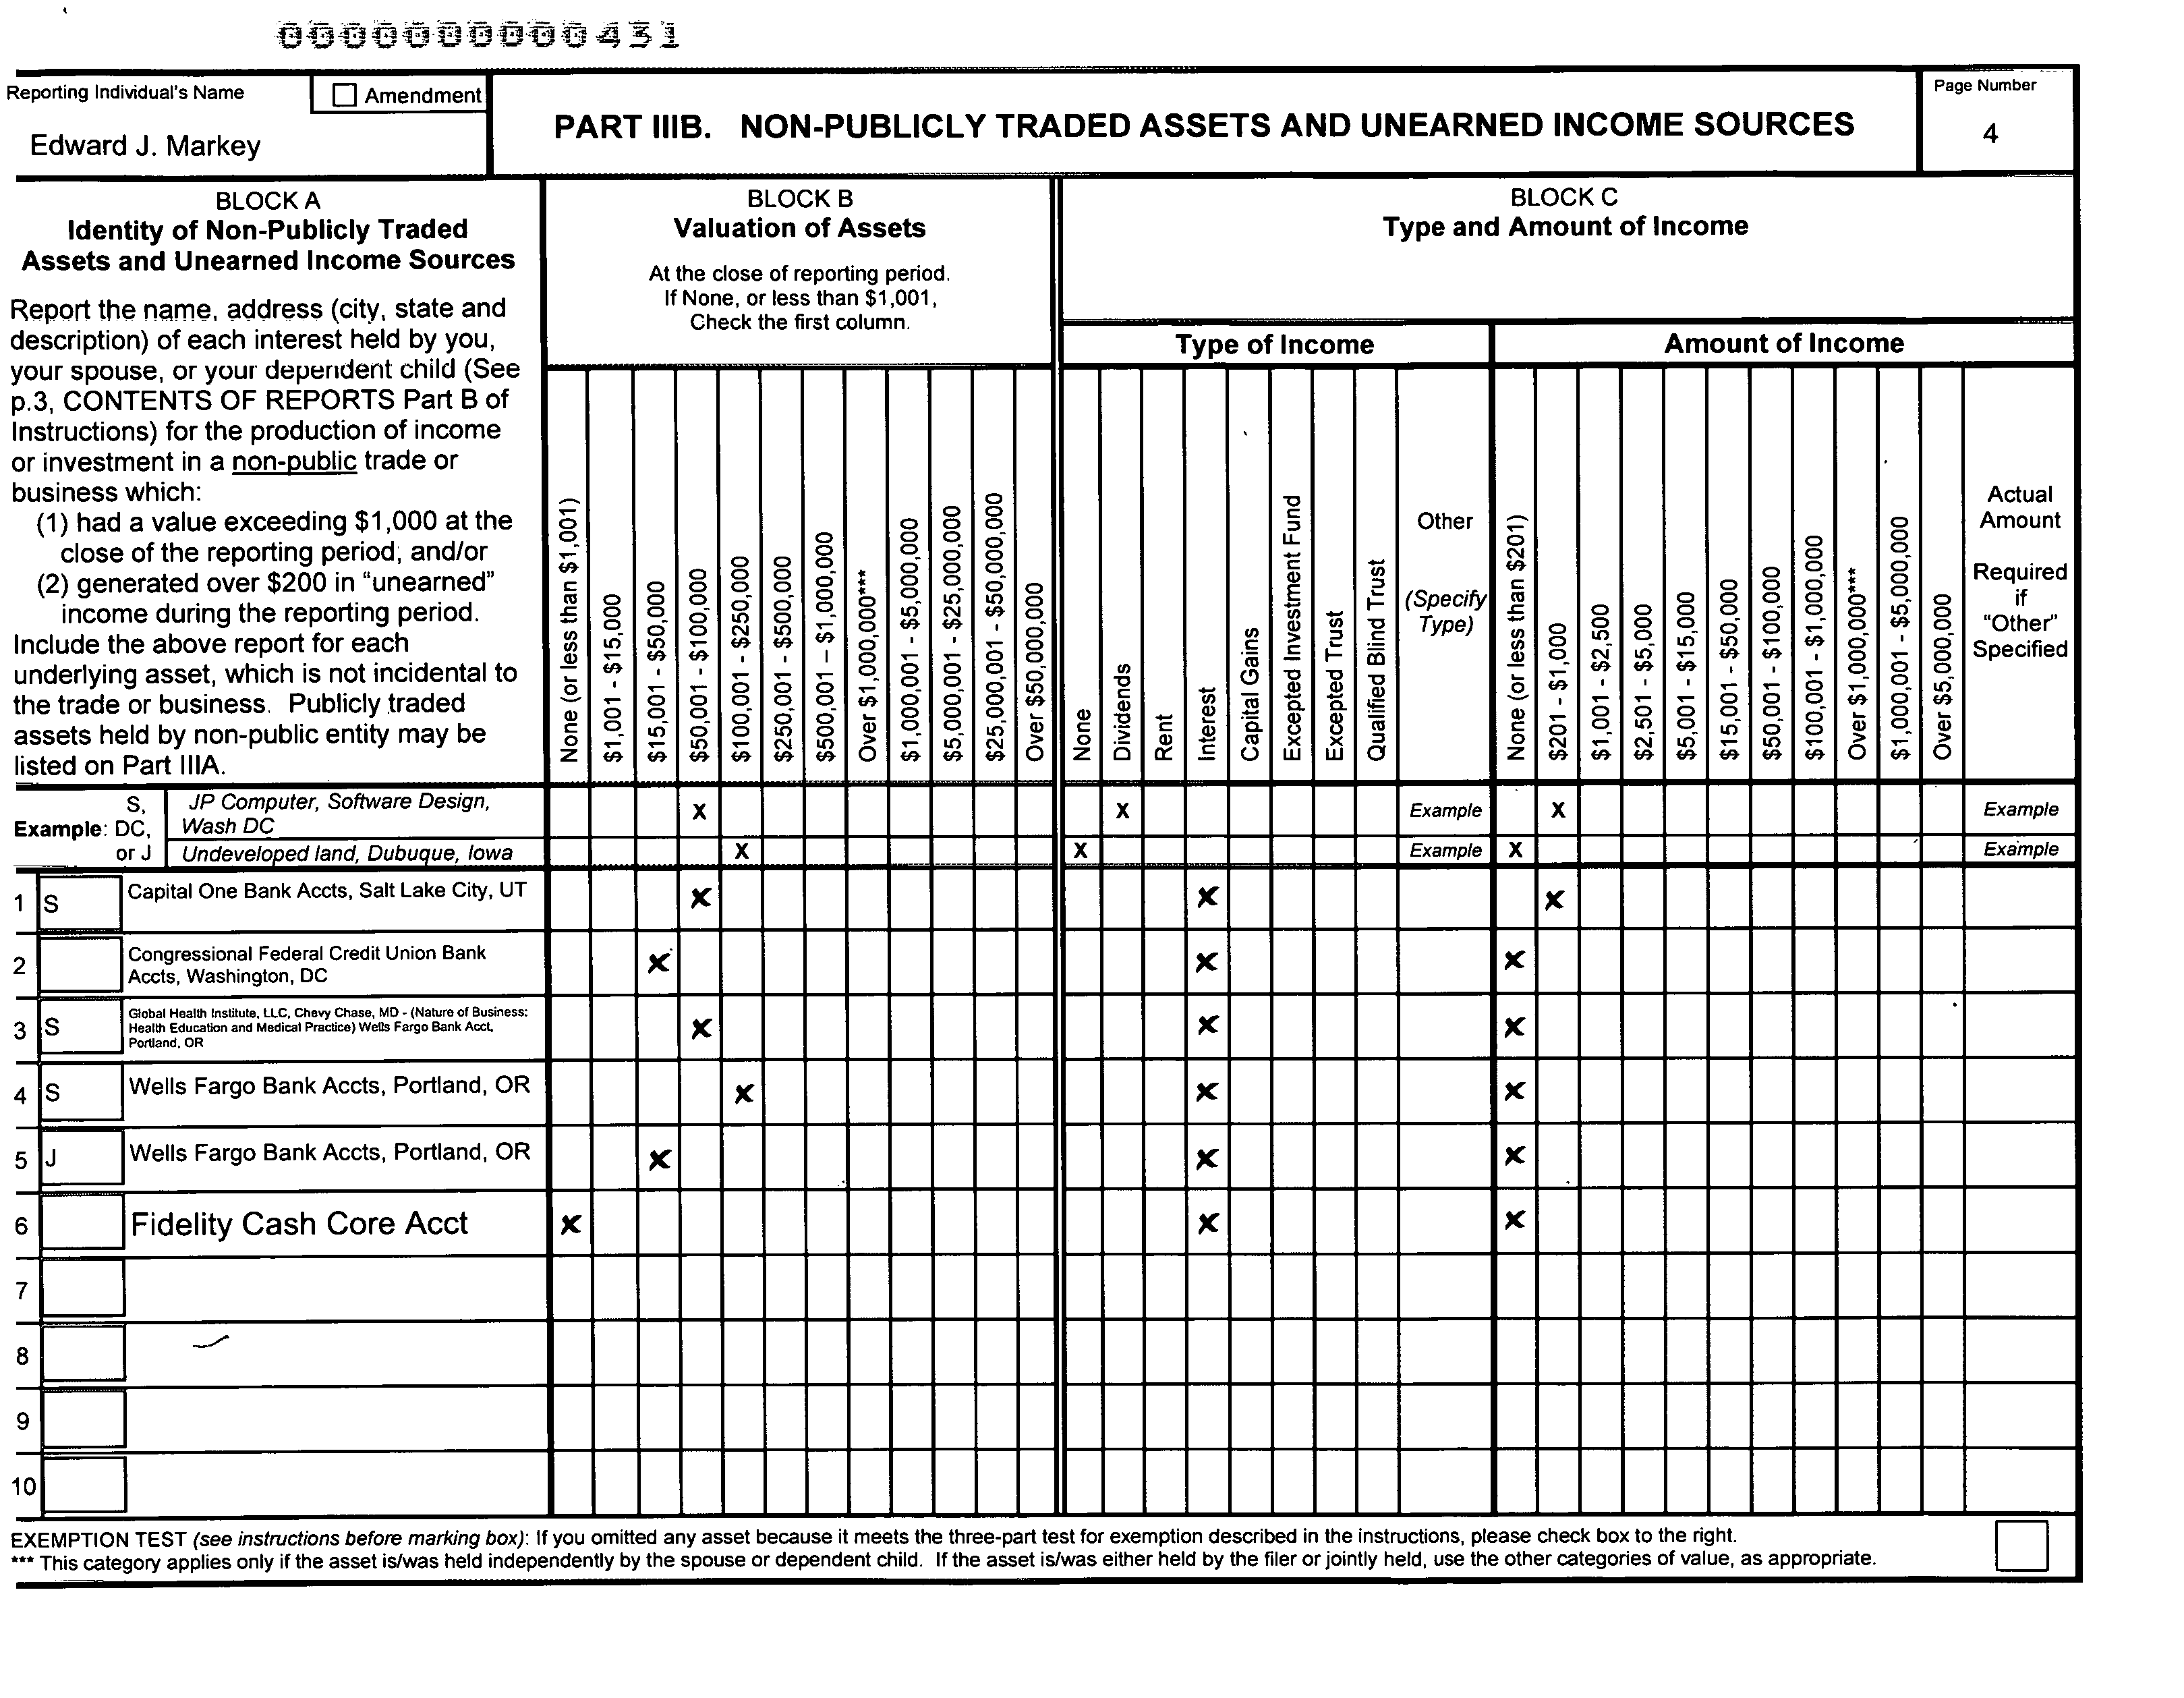 000000000451
Reporting Individual's Name
Amendment
Edward J. Markey
PART IIIB. NON-PUBLICLY TRADED ASSETS AND UNEARNED INCOME SOURCES
Page Number
4
BLOCK A
Identity of Non-Publicly Traded
Assets and Unearned Income Sources
Report the name, address (city, state and
description) of each interest held by you,
your spouse, or your dependent child (See
p.3, CONTENTS OF REPORTS Part B of
Instructions) for the production of income
or investment in a non-public trade or
business which:
(1) had a value exceeding $1,000 at the
close of the reporting period; and/or
(2) generated over $200 in "unearned"
income during the reporting period.
Include the above report for each
underlying asset, which is not incidental to
the trade or business. Publicly traded
assets held by non-public entity may be
listed on Part IIIA.
BLOCK B
Valuation of Assets
At the close of reporting period.
If None, or less than $1,001,
Check the first column.
None (or less than $1,001)
$1,001 - $15,000
$15,001 - $50,000
$50,001 - $100,000
$100,001 - $250,000
$250,001 - $500,000
$500,001 – $1,000,000
Over $1,000,000***
$1,000,001 - $5,000,000
$5,000,001 - $25,000,000
$25,000,001 - $50,000,000
Over $50,000,000
BLOCK C
Type and Amount of Income
Type of Income
None
Dividends
Rent
Interest
Capital Gains
Excepted Investment Fund
Excepted Trust
Qualified Blind Trust
Other
(Specify
Type)
Amount of Income
None (or less than $201)
$201 - $1,000
$1,001 - $2,500
$2,501 - $5,000
$5,001 - $15,000
$15,001 - $50,000
$50,001 - $100,000
$100,001 - $1,000,000
Over $1,000,000***
$1,000,001 - $5,000,000
Over $5,000,000
Actual
Amount
Required
if
"Other"
Specified
Example: S, DC, or J
JP Computer, Software Design,
Wash DC X X Example X Example
Undeveloped land, Dubuque, Iowa X X Example X Example
1 S Capital One Bank Accts, Salt Lake City, UT X X X
2 Congressional Federal Credit Union Bank
Accts, Washington, DC X X X
3 S Global Health Institute, LLC, Chevy Chase, MD - (Nature of Business:
Health Education and Medical Practice) Wells Fargo Bank Acct,
Portland, OR X X X
4 S Wells Fargo Bank Accts, Portland, OR X X X
5 J Wells Fargo Bank Accts, Portland, OR X X X
6 Fidelity Cash Core Acct X X X
7
8
9
10
EXEMPTION TEST (see instructions before marking box): If you omitted any asset because it meets the three-part test for exemption described in the instructions, please check box to the right.
*** This category applies only if the asset is/was held independently by the spouse or dependent child. If the asset is/was either held by the filer or jointly held, use the other categories of value, as appropriate.